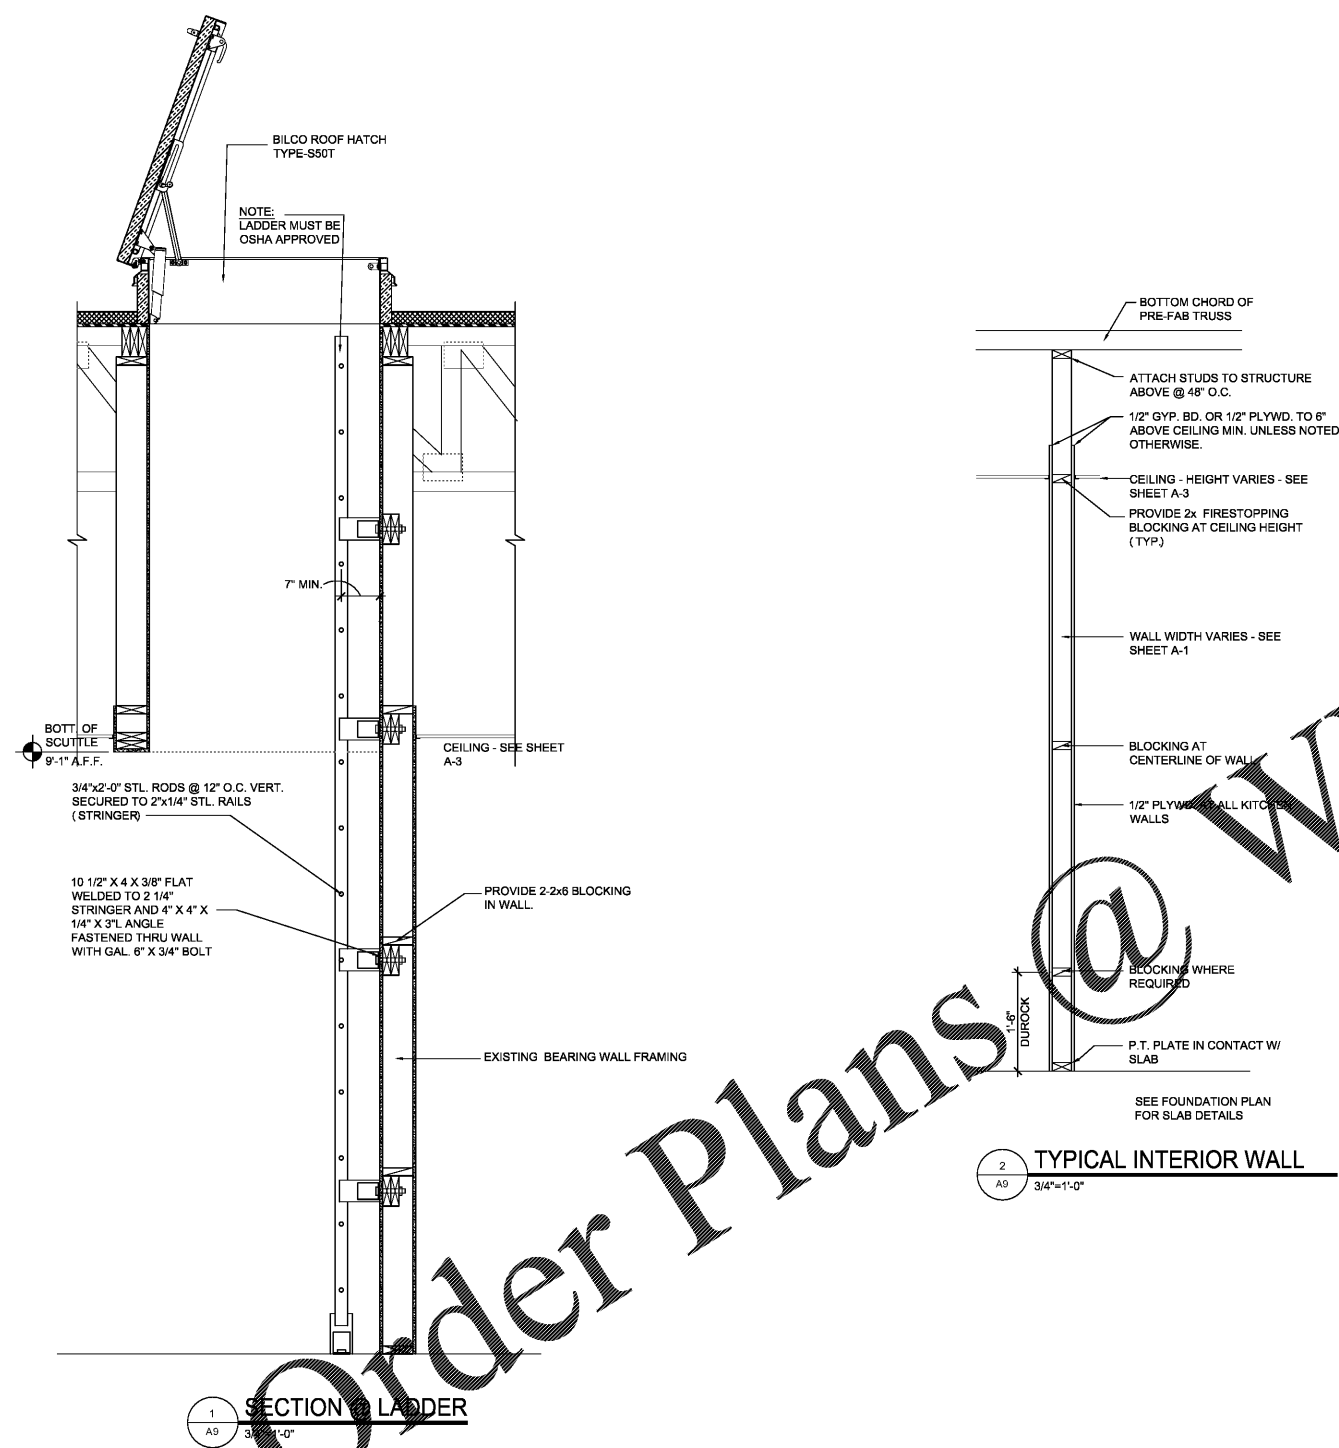 BILCO ROOF HATCH
TYPE-S50T
NOTE:
LADDER MUST BE
OSHA APPROVED
7" MIN.
BOTT. OF
SCUTTLE
9'-1" A.F.F.
CEILING - SEE SHEET
A-3
3/4"x2'-0" STL. RODS @ 12" O.C. VERT.
SECURED TO 2"x1/4" STL. RAILS
( STRINGER)
10 1/2" X 4 X 3/8" FLAT
WELDED TO 2 1/4"
STRINGER AND 4" X 4" X
1/4" X 3"L ANGLE
FASTENED THRU WALL
WITH GAL. 6" X 3/4" BOLT
PROVIDE 2-2x6 BLOCKING
IN WALL.
EXISTING BEARING WALL FRAMING
1
A9
SECTION @ LADDER
3/4"=1'-0"
BOTTOM CHORD OF
PRE-FAB TRUSS
ATTACH STUDS TO STRUCTURE
ABOVE @ 48" O.C.
1/2" GYP. BD. OR 1/2" PLYWD. TO 6"
ABOVE CEILING MIN. UNLESS NOTED
OTHERWISE.
CEILING - HEIGHT VARIES - SEE
SHEET A-3
PROVIDE 2x FIRESTOPPING
BLOCKING AT CEILING HEIGHT
( TYP.)
WALL WIDTH VARIES - SEE
SHEET A-1
BLOCKING AT
CENTERLINE OF WALL
1/2" PLYWD. AT ALL KITCHEN
WALLS
BLOCKING WHERE
REQUIRED
1'-6"
DUROCK
P.T. PLATE IN CONTACT W/
SLAB
SEE FOUNDATION PLAN
FOR SLAB DETAILS
2
A9
TYPICAL INTERIOR WALL
3/4"=1'-0"
Order Plans @ W